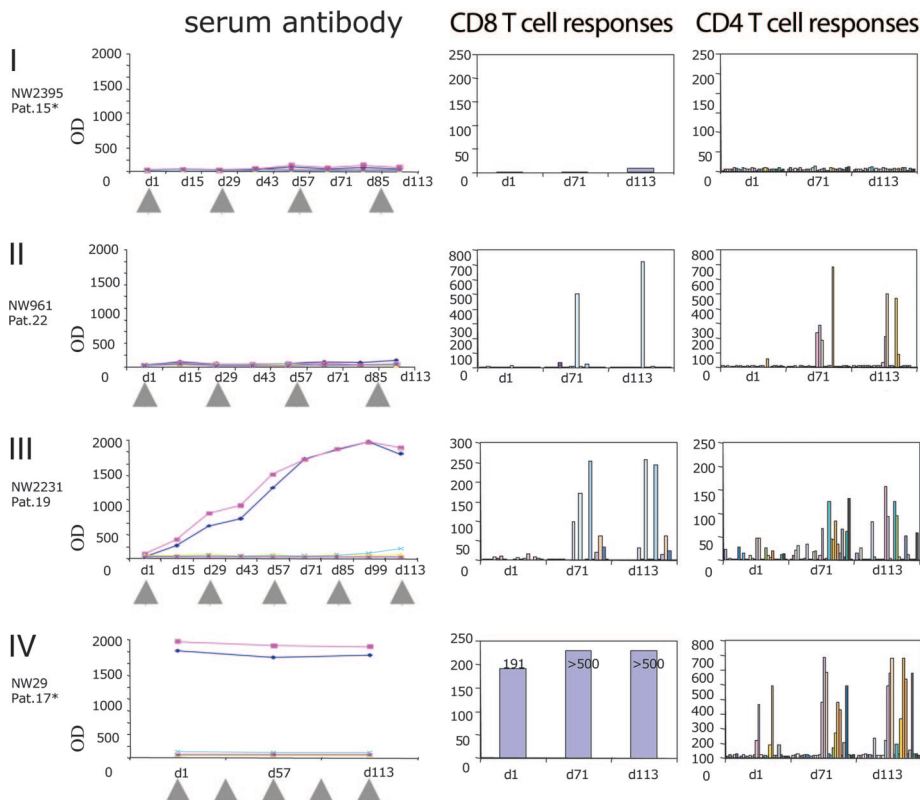 serum antibody CD8 T cell responses CD4 T cell responses
I
NW2395
Pat.15*
OD
2000
1500
1000
500
0
d1 d15 d29 d43 d57 d71 d85 d113
250
200
150
100
50
0
d1 d71 d113
250
200
150
100
50
0
d1 d71 d113
II
NW961
Pat.22
OD
2000
1500
1000
500
0
d1 d15 d29 d43 d57 d71 d85 d113
800
700
600
500
400
300
200
100
0
d1 d71 d113
800
700
600
500
400
300
200
100
0
d1 d71 d113
III
NW2231
Pat.19
OD
2000
1500
1000
500
0
d1 d15 d29 d43 d57 d71 d85 d99 d113
300
250
200
150
100
50
0
d1 d71 d113
250
200
150
100
50
0
d1 d71 d113
IV
NW29
Pat.17*
OD
2000
1500
1000
500
0
d1 d57 d113
250
200
150
100
50
0
191 >500 >500
d1 d71 d113
800
700
600
500
400
300
200
100
100
d1 d71 d113